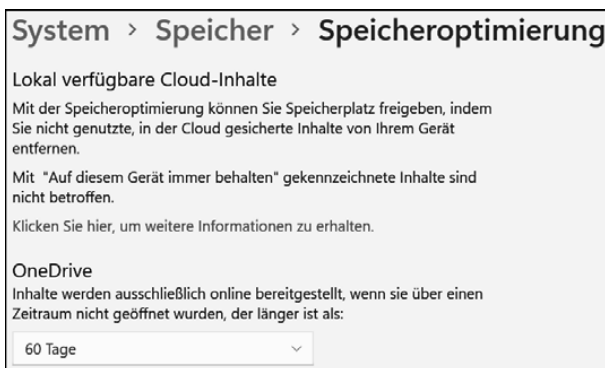 System > Speicher > Speicheroptimierung
Lokal verfügbare Cloud-Inhalte
Mit der Speicheroptimierung können Sie Speicherplatz freigeben, indem
Sie nicht genutzte, in der Cloud gesicherte Inhalte von Ihrem Gerät
entfernen.
Mit "Auf diesem Gerät immer behalten" gekennzeichnete Inhalte sind
nicht betroffen.
Klicken Sie hier, um weitere Informationen zu erhalten.
OneDrive
Inhalte werden ausschließlich online bereitgestellt, wenn sie über einen
Zeitraum nicht geöffnet wurden, der länger ist als:
60 Tage